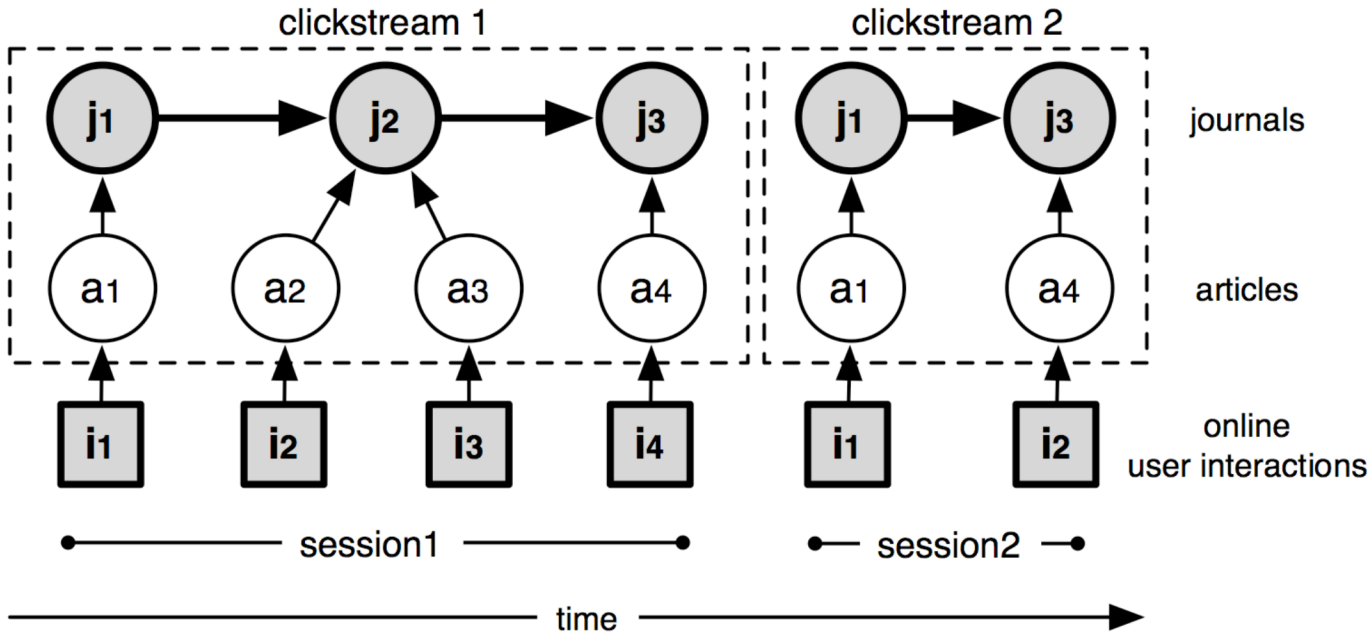 clickstream 1
clickstream 2
j1
j2
j3
j1
j3
journals
a1
a2
a3
a4
a1
a4
articles
i1
i2
i3
i4
i1
i2
online
user interactions
session1
session2
time